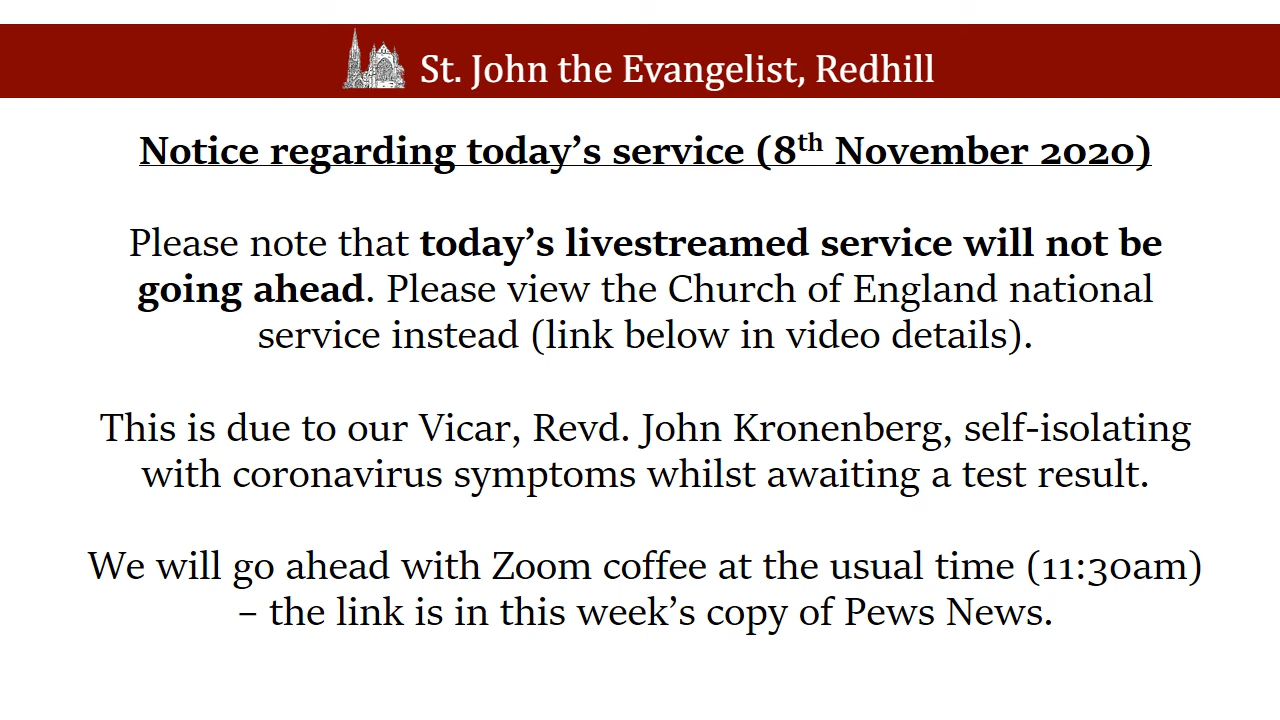 St. John the Evangelist, Redhill
Notice regarding today’s service (8th November 2020)
Please note that today’s livestreamed service will not be
going ahead. Please view the Church of England national
service instead (link below in video details).
This is due to our Vicar, Revd. John Kronenberg, self-isolating
with coronavirus symptoms whilst awaiting a test result.
We will go ahead with Zoom coffee at the usual time (11:30am)
– the link is in this week’s copy of Pews News.